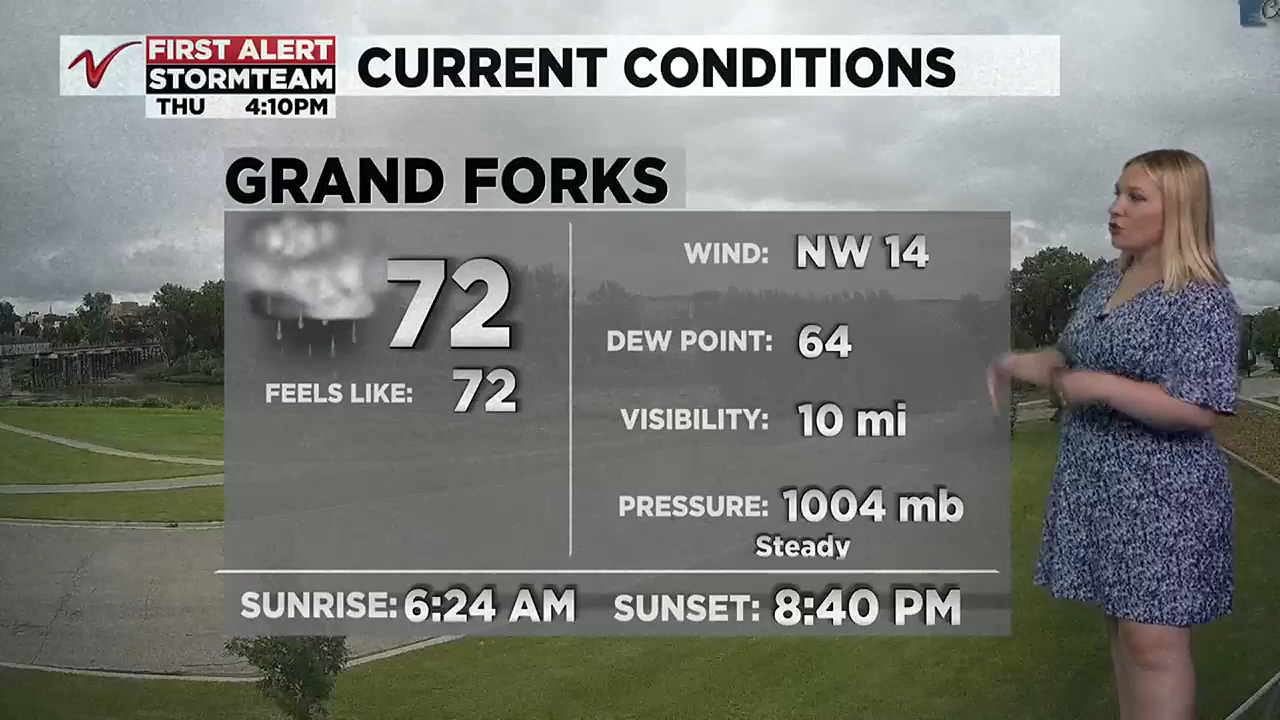 FIRST ALERT
STORMTEAM
THU 4:10PM
CURRENT CONDITIONS
GRAND FORKS
72
FEELS LIKE: 72
WIND: NW 14
DEW POINT: 64
VISIBILITY: 10 mi
PRESSURE: 1004 mb
Steady
SUNRISE: 6:24 AM SUNSET: 8:40 PM